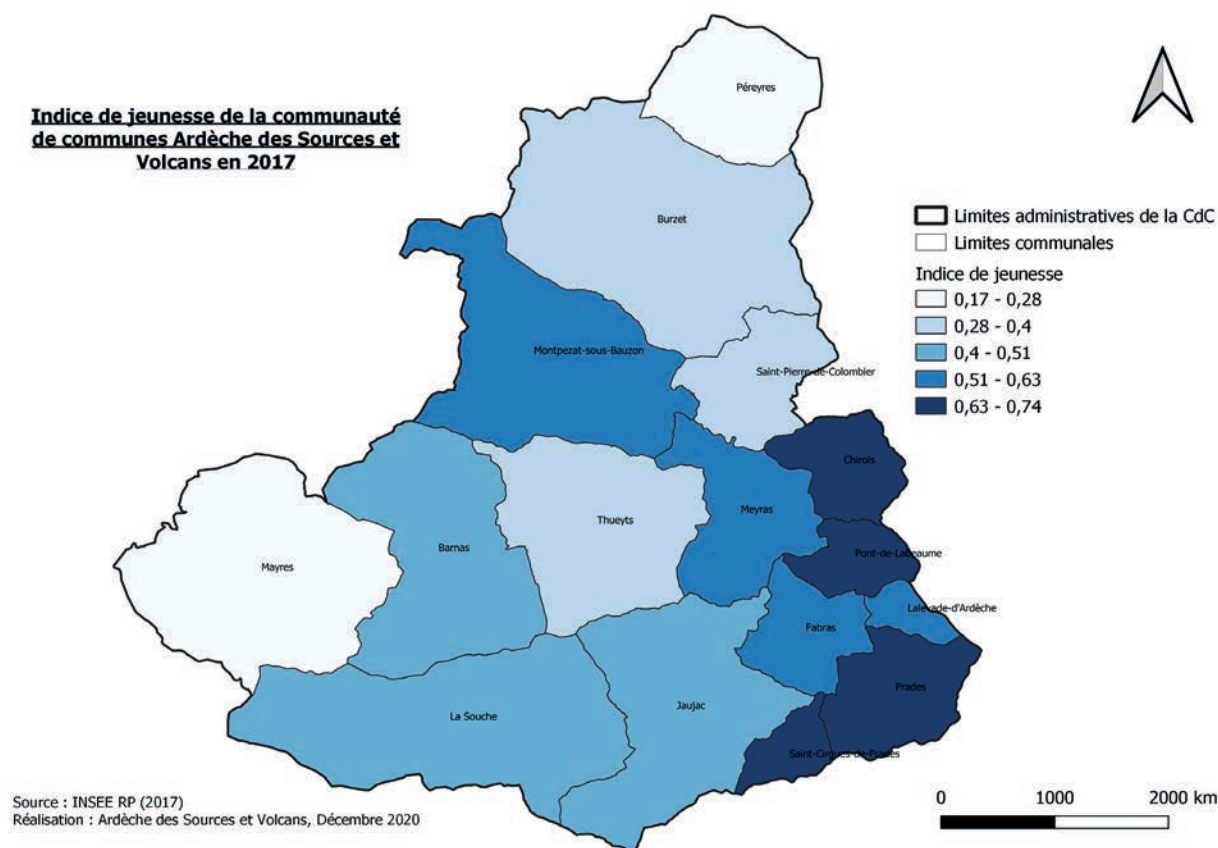 Indice de jeunesse de la communauté
de communes Ardèche des Sources et
Volcans en 2017
Péreyres
Burzet
Montpezat-sous-Bauzon
Saint-Pierre-de-Colombier
Chirols
Thueyts
Meyras
Barnas
Pont-de-Labeaume
Mayres
Lalevade-d'Ardèche
Fabras
Prades
Jaujac
La Souche
Saint-Cirgues-de-Prades
Limites administratives de la CdC
Limites communales
Indice de jeunesse
0,17 - 0,28
0,28 - 0,4
0,4 - 0,51
0,51 - 0,63
0,63 - 0,74
Source : INSEE RP (2017)
Réalisation : Ardèche des Sources et Volcans, Décembre 2020
0 1000 2000 km